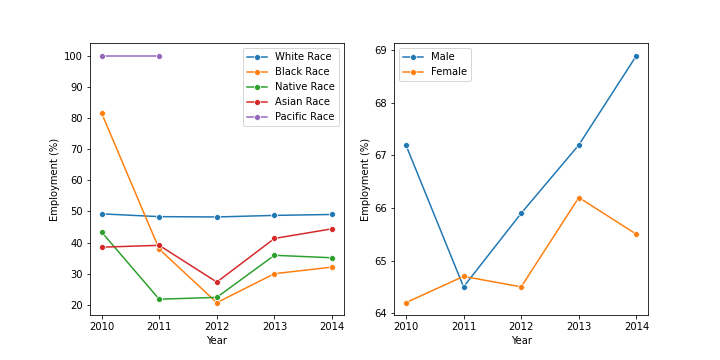 Employment (%)
100
90
80
70
60
50
40
30
20
2010 2011 2012 2013 2014
Year
White Race
Black Race
Native Race
Asian Race
Pacific Race
Employment (%)
69
68
67
66
65
64
2010 2011 2012 2013 2014
Year
Male
Female